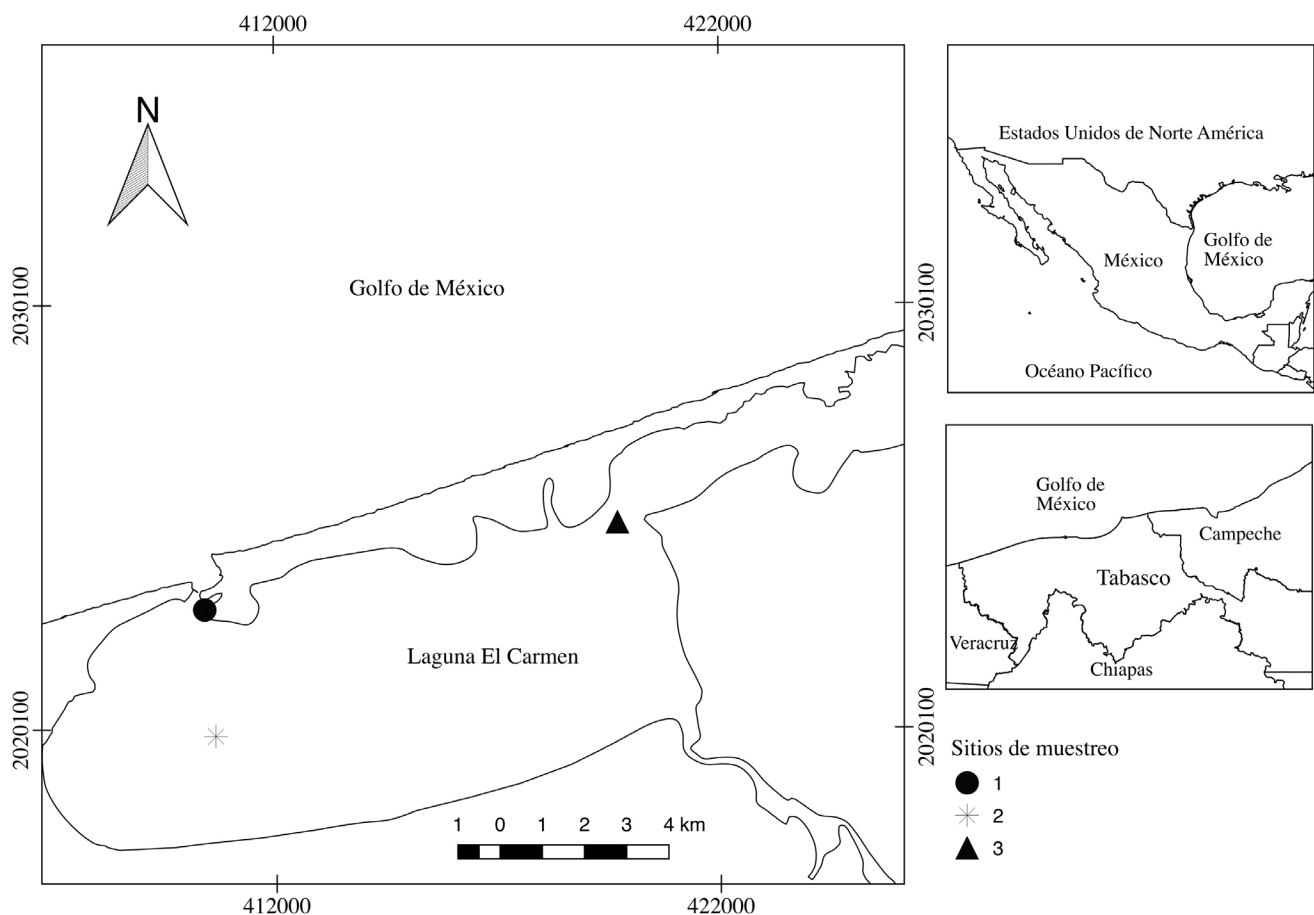 412000
422000
N
Golfo de México
2030100
2030100
Laguna El Carmen
2020100
2020100
1 0 1 2 3 4 km
412000
422000
Estados Unidos de Norte América
México
Golfo de
México
Océano Pacífico
Golfo de
México
Campeche
Tabasco
Veracruz
Chiapas
Sitios de muestreo
1
2
3